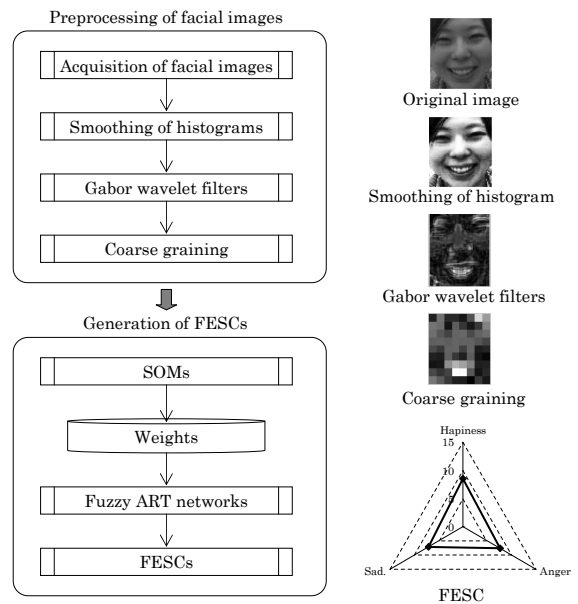 Preprocessing of facial images
Acquisition of facial images
Smoothing of histograms
Gabor wavelet filters
Coarse graining
Generation of FESCs
SOMs
Weights
Fuzzy ART networks
FESCs
Original image
Smoothing of histogram
Gabor wavelet filters
Coarse graining
Hapiness
15
10
5
0
Sad.
Anger
FESC